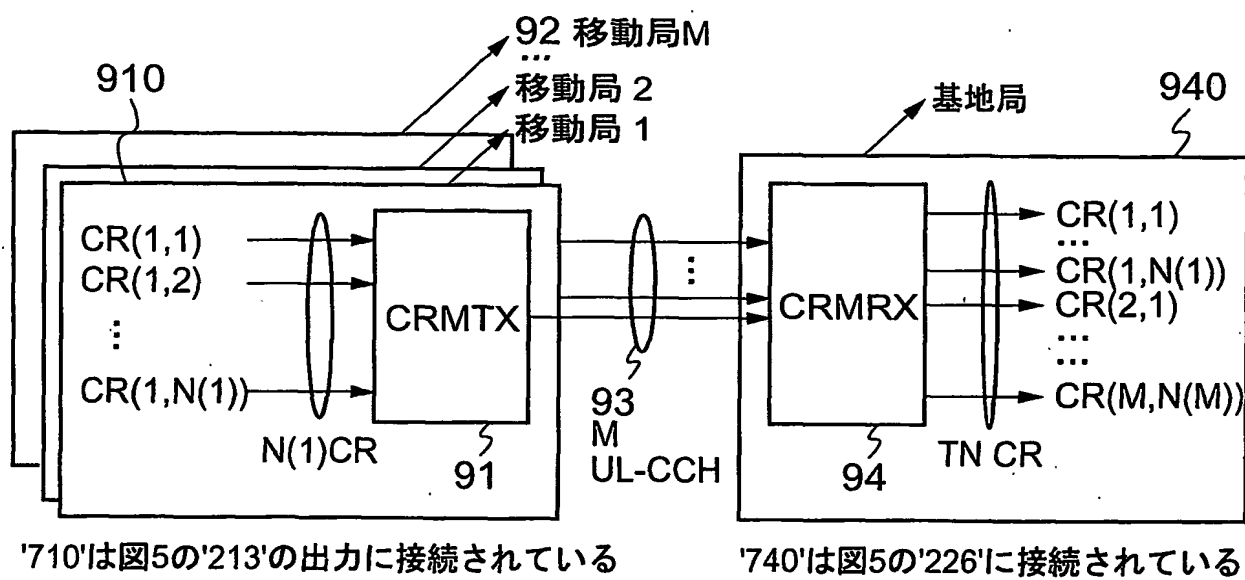 92 移動局M
...
移動局 2
移動局 1
910
CR(1,1)
CR(1,2)
...
CR(1,N(1))
N(1)CR
CRMTX
91
...
93
M
UL-CCH
基地局
940
CRMRX
94
CR(1,1)
...
CR(1,N(1))
CR(2,1)
...
...
CR(M,N(M))
TN CR
'710'は図5の'213'の出力に接続されている
'740'は図5の'226'に接続されている